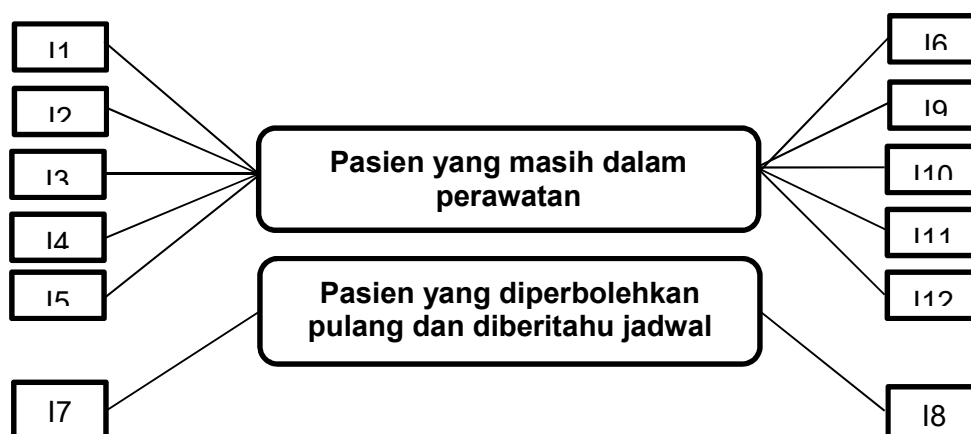 I1
I6
I2
I9
Pasien yang masih dalam
perawatan
I3
I10
I4
I11
I5
I12
Pasien yang diperbolehkan
pulang dan diberitahu jadwal
I7
I8